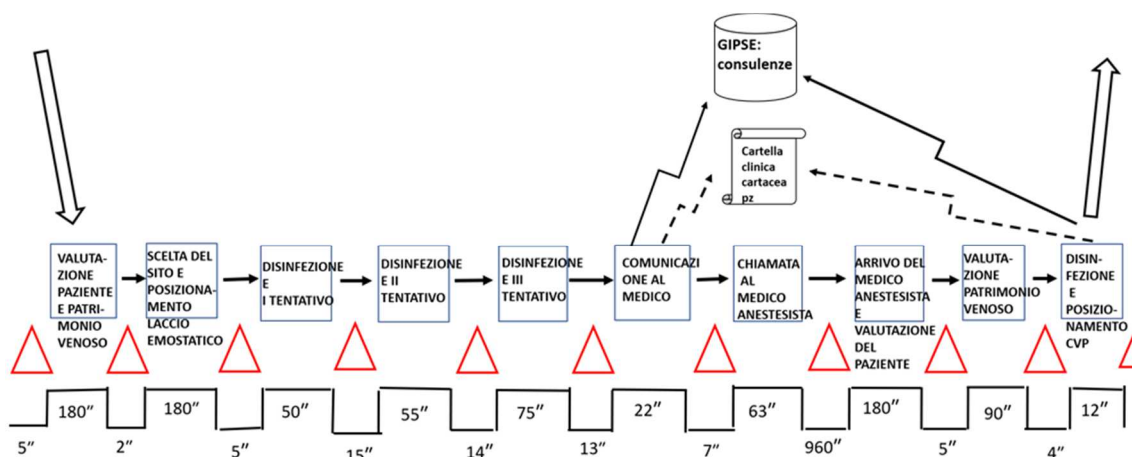 GIPSE:
consulenze
Cartella
clinica
cartacea
pz
VALUTA-
ZIONE
PAZIENTE
E PATRI-
MONIO
VENOSO
SCELTA DEL
SITO E
POSIZIONA-
MENTO
LACCIO
EMOSTATICO
DISINFEZIONE
E
I TENTATIVO
DISINFEZIONE
E II
TENTATIVO
DISINFEZIONE
E III
TENTATIVO
COMUNICAZI
ONE AL
MEDICO
CHIAMATA
AL
MEDICO
ANESTESISTA
ARRIVO DEL
MEDICO
ANESTESISTA
E
VALUTAZIONE
DEL
PAZIENTE
VALUTA-
ZIONE
PATRIMONIO
VENOSO
DISIN-
FEZIONE
E
POSIZIO-
NAMENTO
CVP
180” 180” 50” 55” 75” 22” 63” 180” 90” 12”
5” 2” 5” 15” 14” 13” 7” 960” 5” 4”